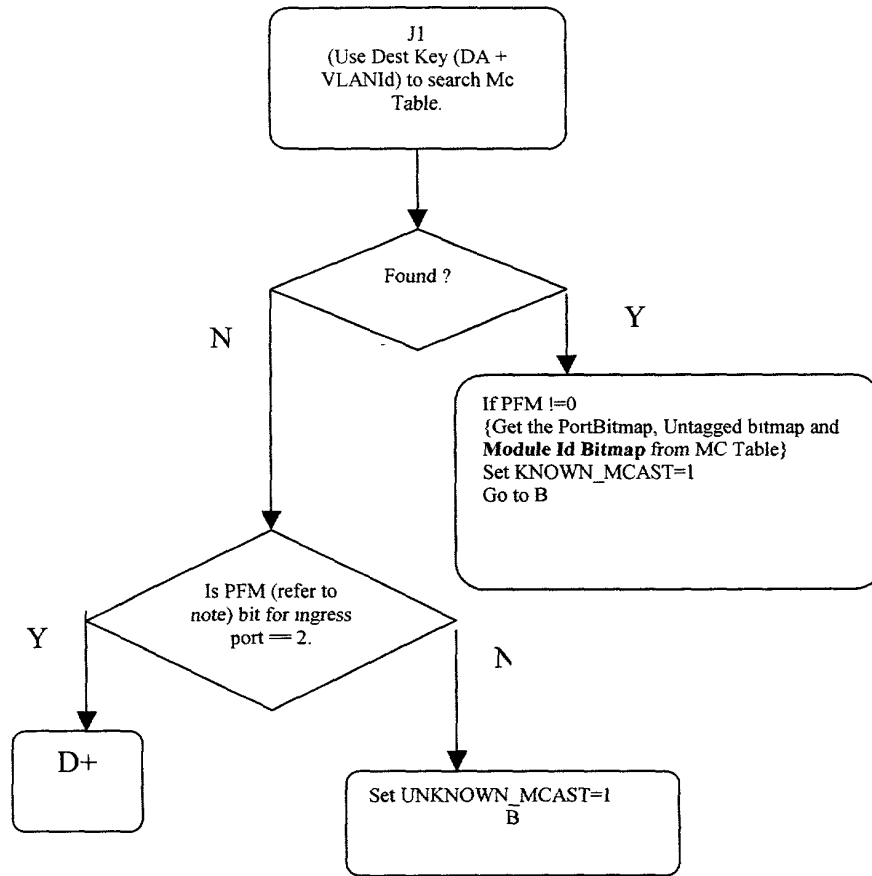 J1
(Use Dest Key (DA +
VLANId) to search Mc
Table.
Found ?
N
Y
If PFM !=0
{Get the PortBitmap, Untagged bitmap and
Module Id Bitmap from MC Table}
Set KNOWN_MCAST=1
Go to B
Is PFM (refer to
note) bit for ingress
port == 2.
Y
N
D+
Set UNKNOWN_MCAST=1
B